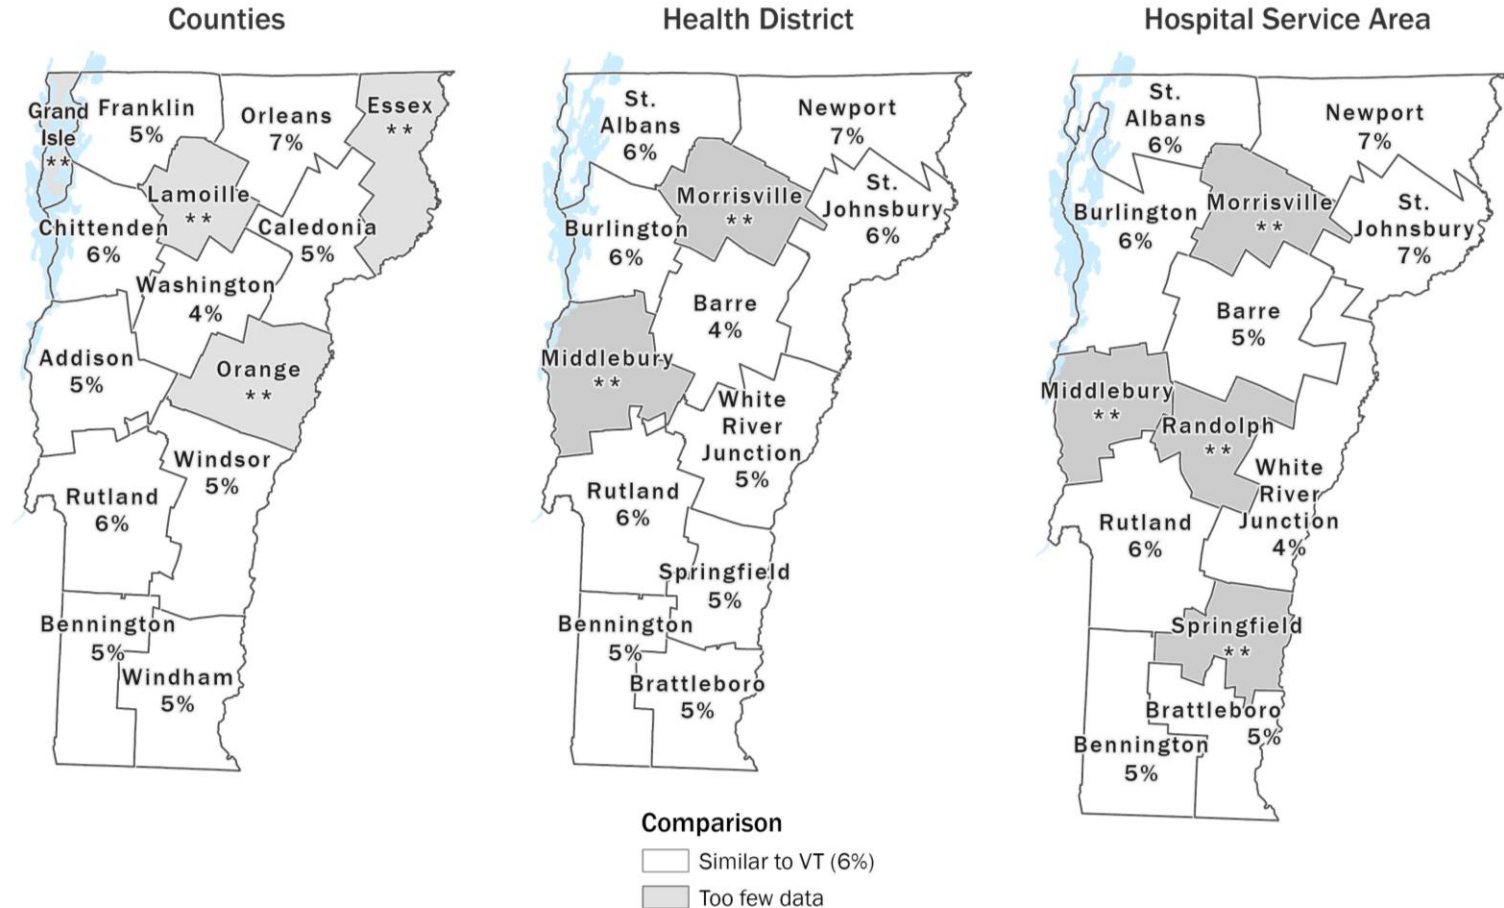 Counties
Grand
Isle
**
Franklin
5%
Orleans
7%
Essex
**
Lamoille
**
Chittenden
6%
Caledonia
5%
Washington
4%
Addison
5%
Orange
**
Windsor
5%
Rutland
6%
Bennington
5%
Windham
5%
Health District
St.
Albans
6%
Newport
7%
Morrisville
**
St.
Johnsbury
6%
Burlington
6%
Barre
4%
Middlebury
**
White
River
Junction
5%
Rutland
6%
Springfield
5%
Bennington
5%
Brattleboro
5%
Hospital Service Area
St.
Albans
6%
Newport
7%
Morrisville
**
Burlington
6%
St.
Johnsbury
7%
Barre
5%
Middlebury
**
Randolph
**
White
River
Junction
4%
Rutland
6%
Springfield
**
Brattleboro
5%
Bennington
5%
Comparison
Similar to VT (6%)
Too few data